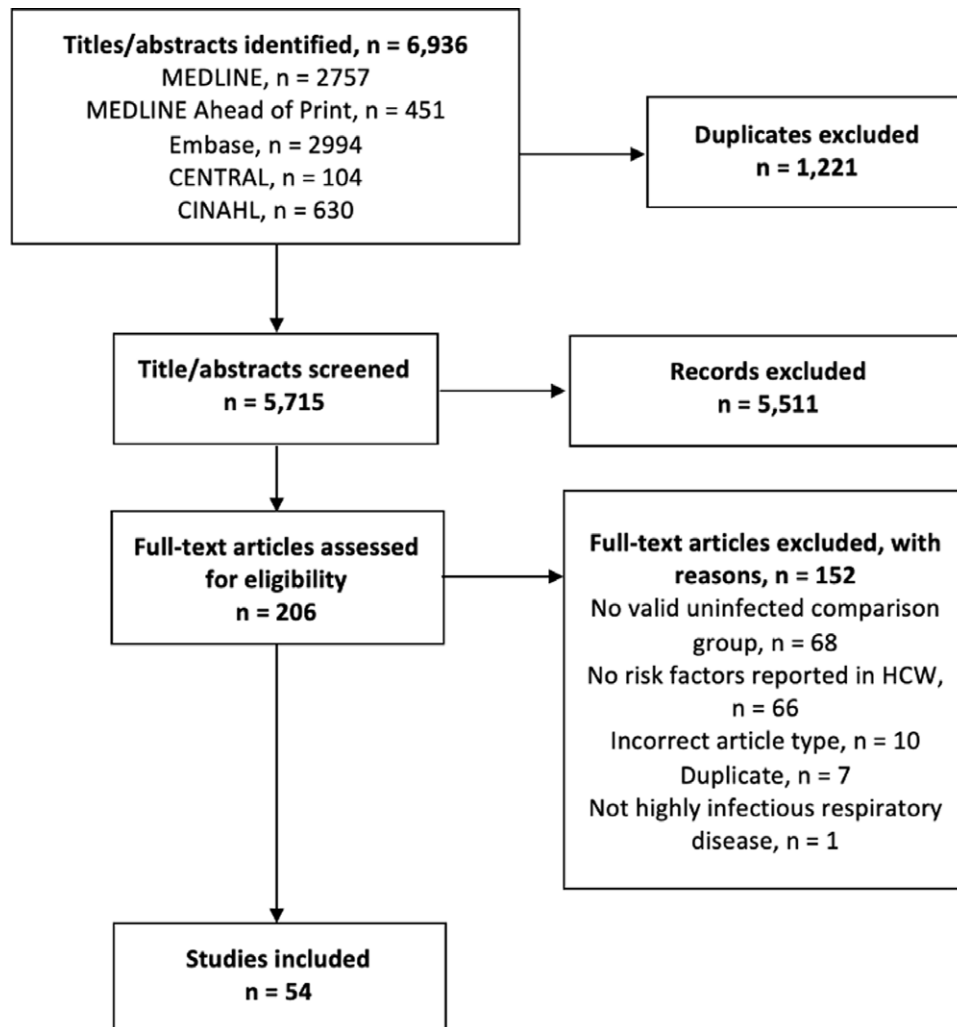 Titles/abstracts identified, n = 6,936
MEDLINE, n = 2757
MEDLINE Ahead of Print, n = 451
Embase, n = 2994
CENTRAL, n = 104
CINAHL, n = 630
Duplicates excluded
n = 1,221
Title/abstracts screened
n = 5,715
Records excluded
n = 5,511
Full-text articles assessed
for eligibility
n = 206
Full-text articles excluded, with
reasons, n = 152
No valid uninfected comparison
group, n = 68
No risk factors reported in HCW,
n = 66
Incorrect article type, n = 10
Duplicate, n = 7
Not highly infectious respiratory
disease, n = 1
Studies included
n = 54